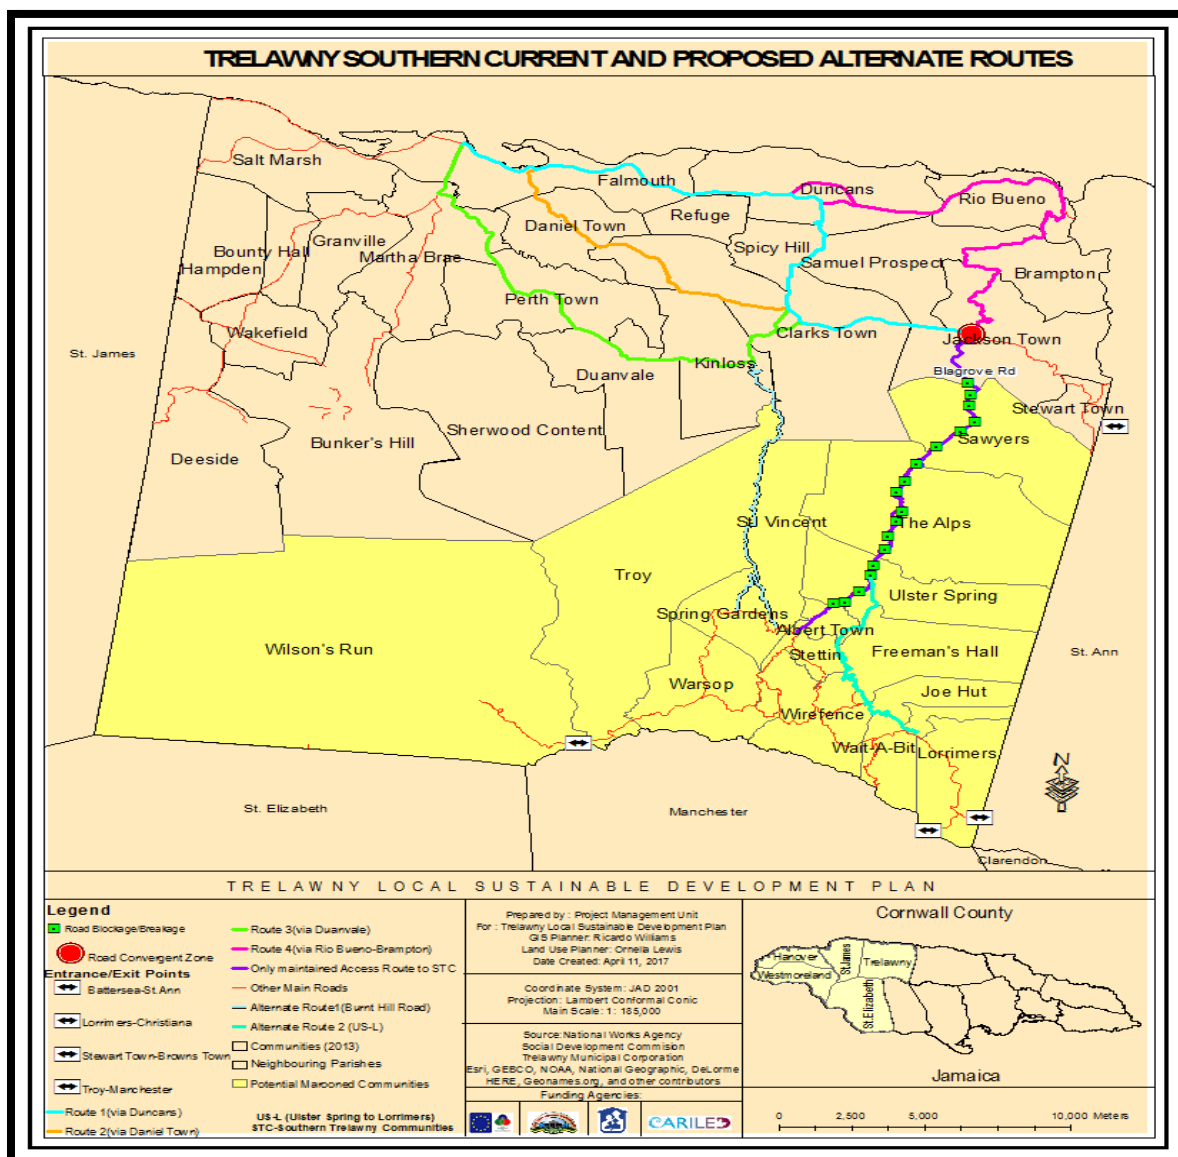 TRELAWNY SOUTHERN CURRENT AND PROPOSED ALTERNATE ROUTES
Salt Marsh
Falmouth
Duncans
Rio Bueno
Refuge
Daniel Town
Granville
Bounty Hall
Martha Brae
Spicy Hill
Samuel Prospect
Hampden
Brampton
Perth Town
Wakefield
Clarks Town
Jackson Town
St. James
Kinloss
Blagrove Rd
Duanvale
Stewart Town
Sherwood Content
Bunker's Hill
Sawyers
Deeside
St. Vincent
The Alps
Troy
Ulster Spring
Spring Gardens
Albert Town
Wilson's Run
Stettin
Freeman's Hall
St. Ann
Warsop
Joe Hut
Wirefence
Wait-A-Bit
Lorrimers
N
St. Elizabeth
Manchester
Clarendon
TRELAWNY LOCAL SUSTAINABLE DEVELOPMENT PLAN
Legend
Road Blockage/Breakage
Road Convergent Zone
Entrance/Exit Points
Battersea-St.Ann
Lorrimers-Christiana
Stewart Town-Browns Town
Troy-Manchester
Route 1(via Duncans)
Route 2(via Daniel Town)
Route 3(via Duanvale)
Route 4(via Rio Bueno-Brampton)
Only maintained Access Route to STC
Other Main Roads
Alternate Route1(Burnt Hill Road)
Alternate Route 2 (US-L)
Communities (2013)
Neighbouring Parishes
Potential Marooned Communities
US-L (Ulster Spring to Lorrimers)
STC-Southern Trelawny Communities
Prepared by : Project Management Unit
For : Trelawny Local Sustainable Development Plan
GIS Planner: Ricardo Williams
Land Use Planner: Ornella Lewis
Date Created: April 11, 2017
Coordinate System: JAD 2001
Projection: Lambert Conformal Conic
Main Scale: 1: 185,000
Source:National Works Agency
Social Development Commision
Trelawny Municipal Corporation
Esri, GEBCO, NOAA, National Geographic, DeLorme
HERE, Geonames.org, and other contributors
Funding Agencies:
CARILED
Cornwall County
Hanover
St.James
Trelawny
Westmoreland
St.Elizabeth
Jamaica
0 2,500 5,000 10,000 Meters